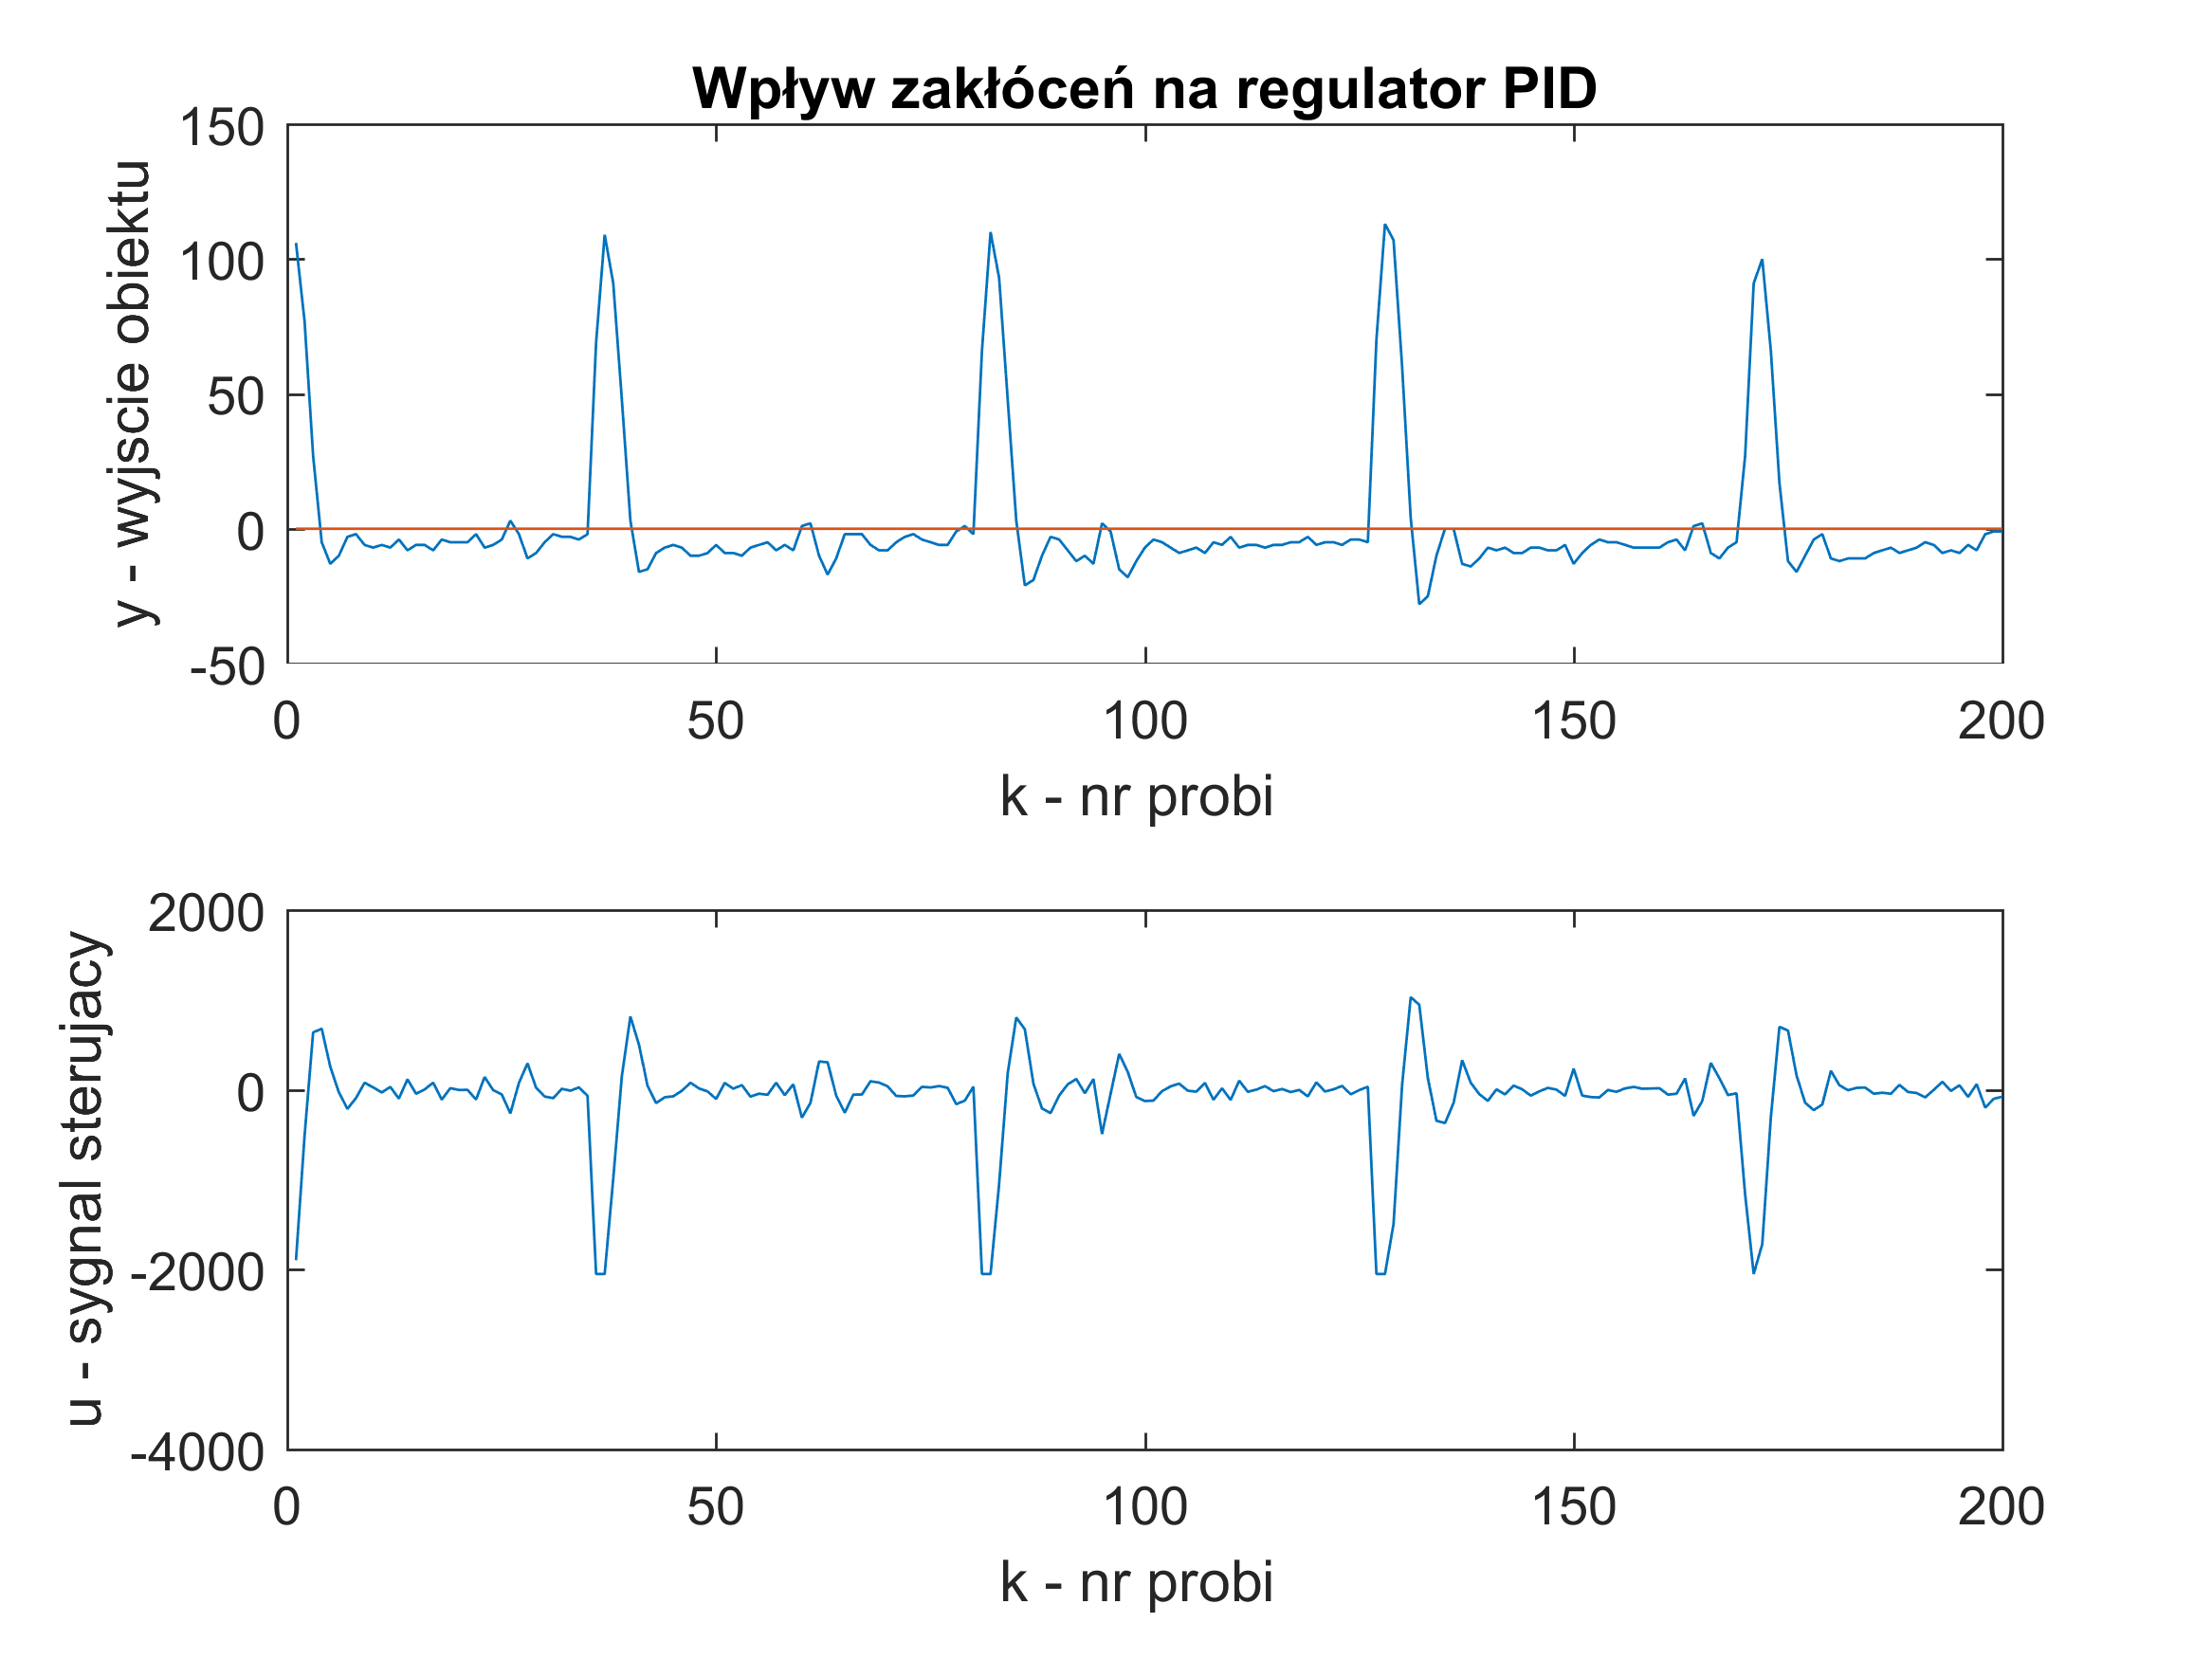 Wpływ zakłóceń na regulator PID
y - wyjscie obiektu
150
100
50
0
-50
0 50 100 150 200
k - nr probi
u - sygnal sterujacy
2000
0
-2000
-4000
0 50 100 150 200
k - nr probi